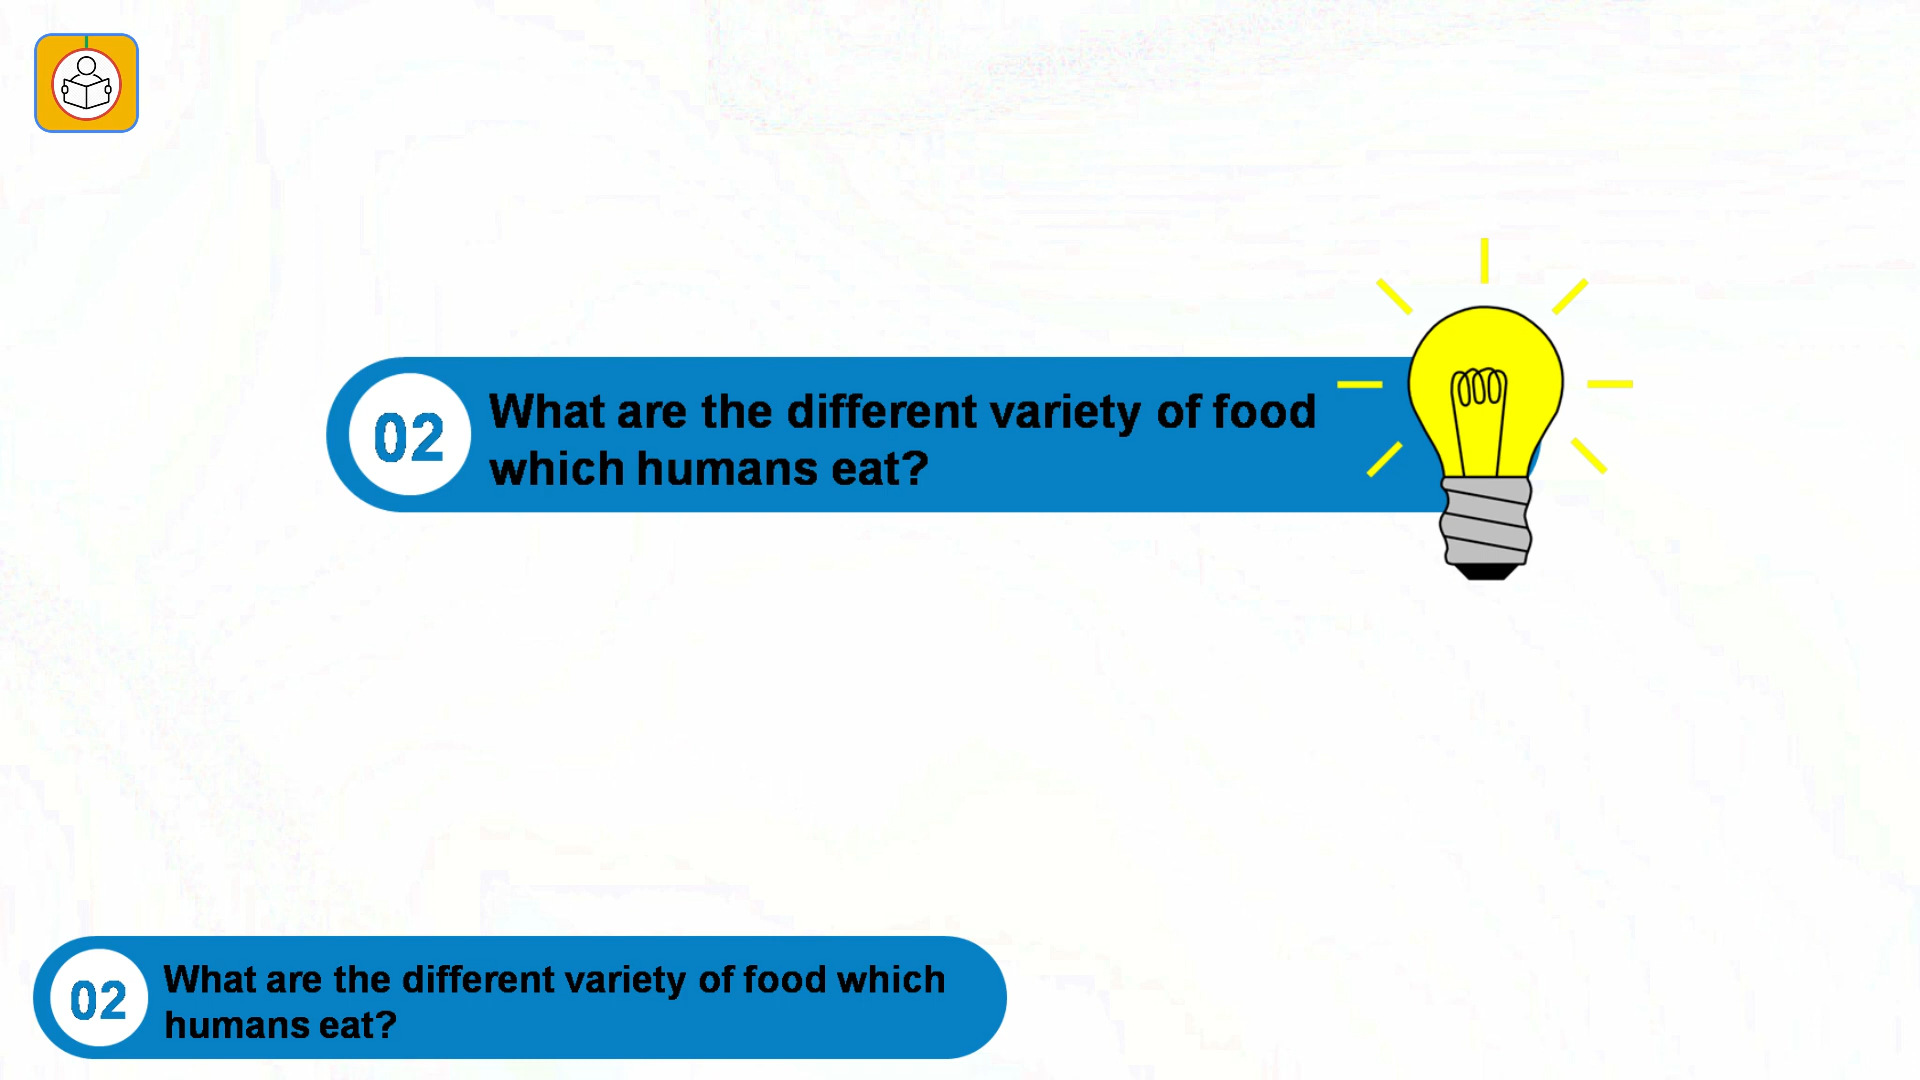 02
What are the different variety of food
which humans eat?
02
What are the different variety of food which
humans eat?